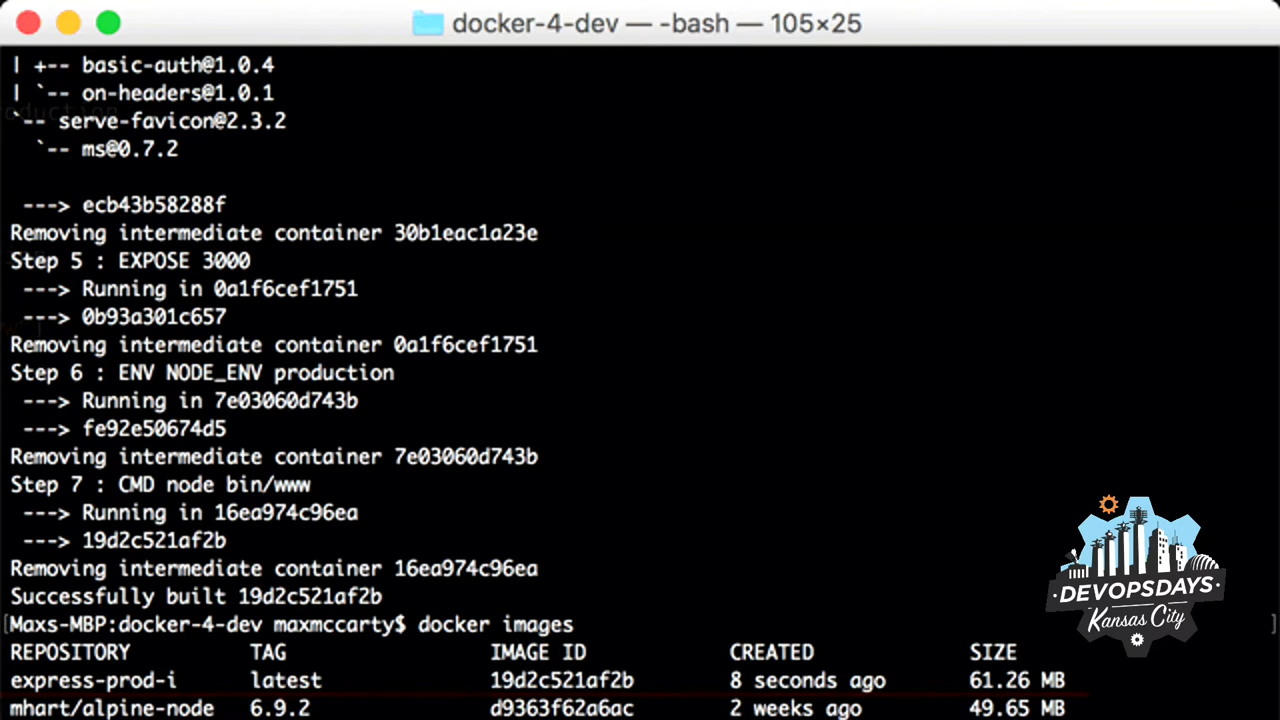 docker-4-dev — -bash — 105×25
| +-- basic-auth@1.0.4
| `-- on-headers@1.0.1
`-- serve-favicon@2.3.2
  `-- ms@0.7.2
 ---> ecb43b58288f
Removing intermediate container 30b1eac1a23e
Step 5 : EXPOSE 3000
 ---> Running in 0a1f6cef1751
 ---> 0b93a301c657
Removing intermediate container 0a1f6cef1751
Step 6 : ENV NODE_ENV production
 ---> Running in 7e03060d743b
 ---> fe92e50674d5
Removing intermediate container 7e03060d743b
Step 7 : CMD node bin/www
 ---> Running in 16ea974c96ea
 ---> 19d2c521af2b
Removing intermediate container 16ea974c96ea
Successfully built 19d2c521af2b
[Maxs-MBP:docker-4-dev maxmccarty$ docker images ]
REPOSITORY TAG IMAGE ID CREATED SIZE
express-prod-i latest 19d2c521af2b 8 seconds ago 61.26 MB
mhart/alpine-node 6.9.2 d9363f62a6ac 2 weeks ago 49.65 MB
·DEVOPSDAYS·
Kansas City